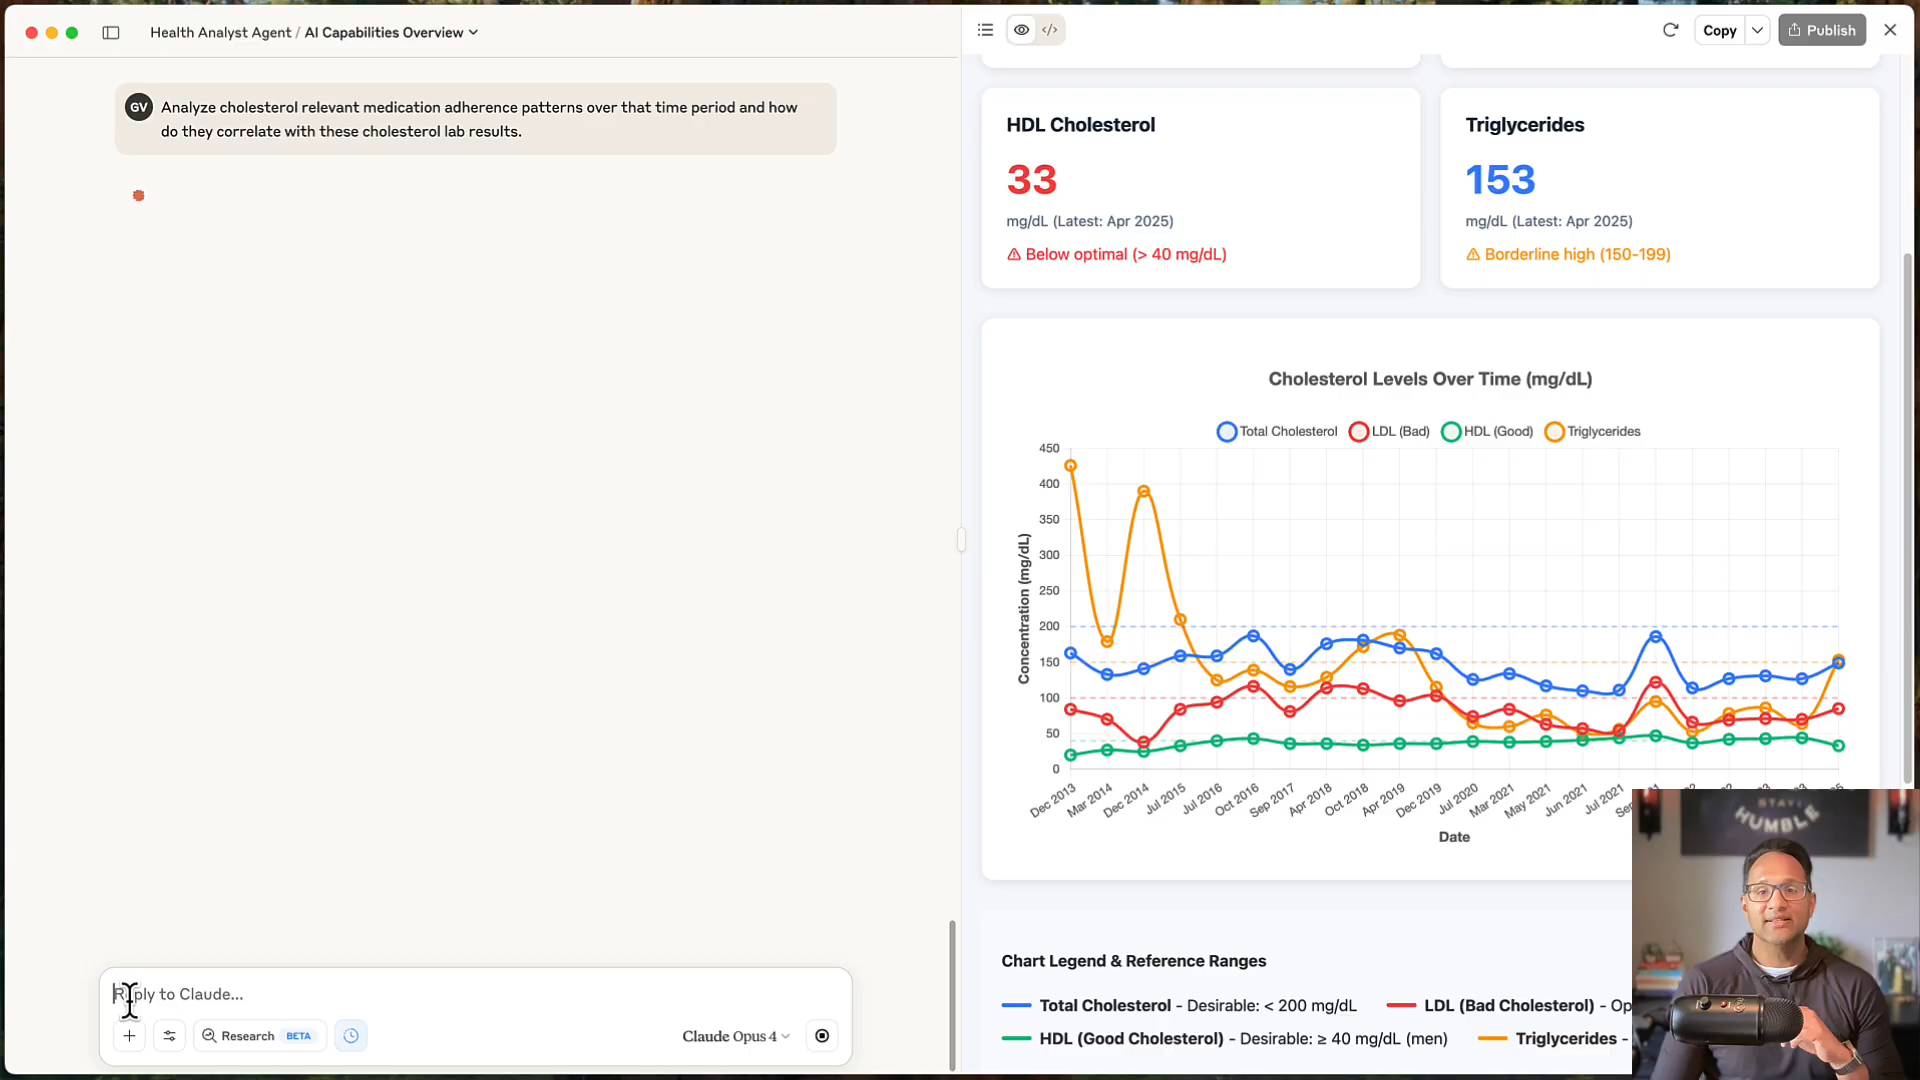 Health Analyst Agent / AI Capabilities Overview
Copy
Publish
GV
Analyze cholesterol relevant medication adherence patterns over that time period and how
do they correlate with these cholesterol lab results.
HDL Cholesterol
33
mg/dL (Latest: Apr 2025)
Below optimal (> 40 mg/dL)
Triglycerides
153
mg/dL (Latest: Apr 2025)
Borderline high (150-199)
Cholesterol Levels Over Time (mg/dL)
Total Cholesterol
LDL (Bad)
HDL (Good)
Triglycerides
Concentration (mg/dL)
450
400
350
300
250
200
150
100
50
0
Dec 2013
Mar 2014
Dec 2014
Jul 2015
Jul 2016
Oct 2016
Sep 2017
Apr 2018
Oct 2018
Apr 2019
Dec 2019
Jul 2020
Mar 2021
May 2021
Jun 2021
Jul 2021
Date
Chart Legend & Reference Ranges
Total Cholesterol - Desirable: < 200 mg/dL
LDL (Bad Cholesterol) - Op
HDL (Good Cholesterol) - Desirable: ≥ 40 mg/dL (men)
Triglycerides -
Reply to Claude...
Research BETA
Claude Opus 4
STAY
HUMBLE